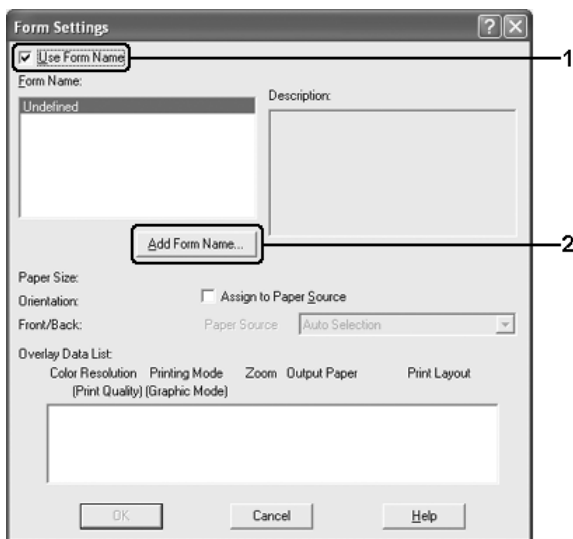 Form Settings
Use Form Name
1
Form Name:
Description:
Undefined
Add Form Name...
2
Paper Size:
Orientation:
Assign to Paper Source
Front/Back:
Paper Source
Auto Selection
Overlay Data List:
Color Resolution Printing Mode Zoom Output Paper Print Layout
(Print Quality) (Graphic Mode)
OK
Cancel
Help